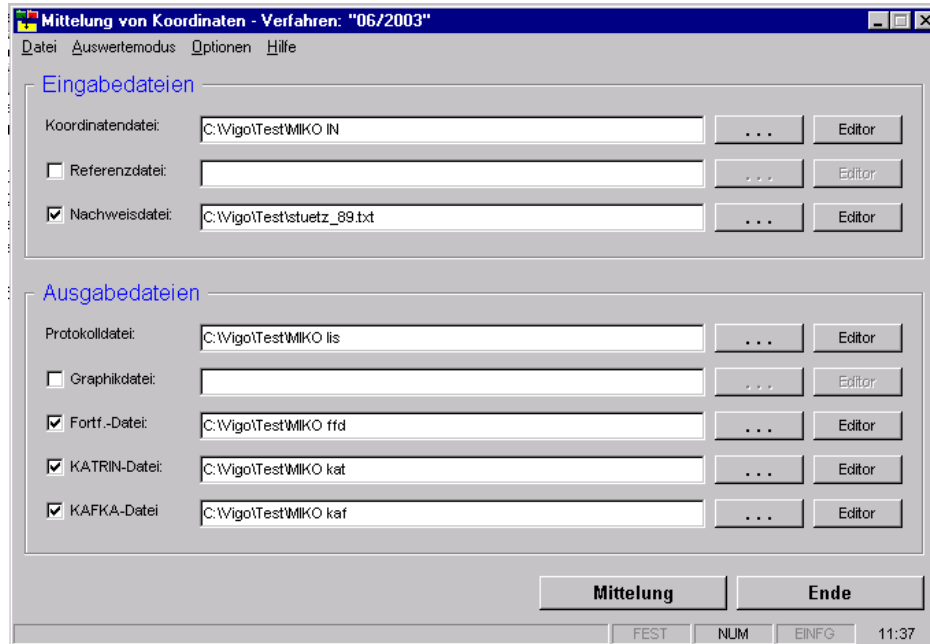 Mittelung von Koordinaten - Verfahren: "06/2003"
Datei Auswertemodus Optionen Hilfe
Eingabedateien
Koordinatendatei: C:\Vigo\Test\MIKO IN ... Editor
Referenzdatei: ... Editor
Nachweisdatei: C:\Vigo\Test\stuetz_89.txt ... Editor
Ausgabedateien
Protokolldatei: C:\Vigo\Test\MIKO lis ... Editor
Graphikdatei: ... Editor
Fortf.-Datei: C:\Vigo\Test\MIKO ffd ... Editor
KATRIN-Datei: C:\Vigo\Test\MIKO kat ... Editor
KAFKA-Datei C:\Vigo\Test\MIKO kaf ... Editor
Mittelung Ende
FEST NUM EINFG 11:37